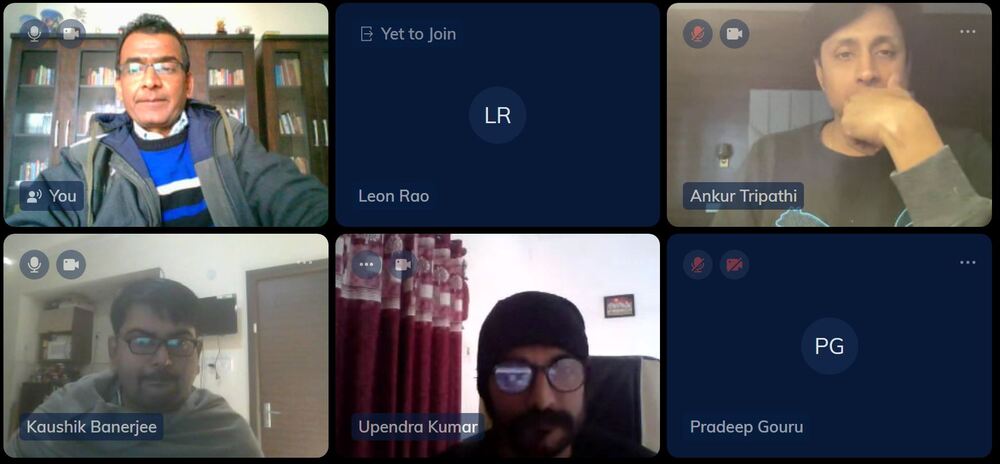 Yet to Join
LR
You
Leon Rao
Ankur Tripathi
PG
Kaushik Banerjee
Upendra Kumar
Pradeep Gouru